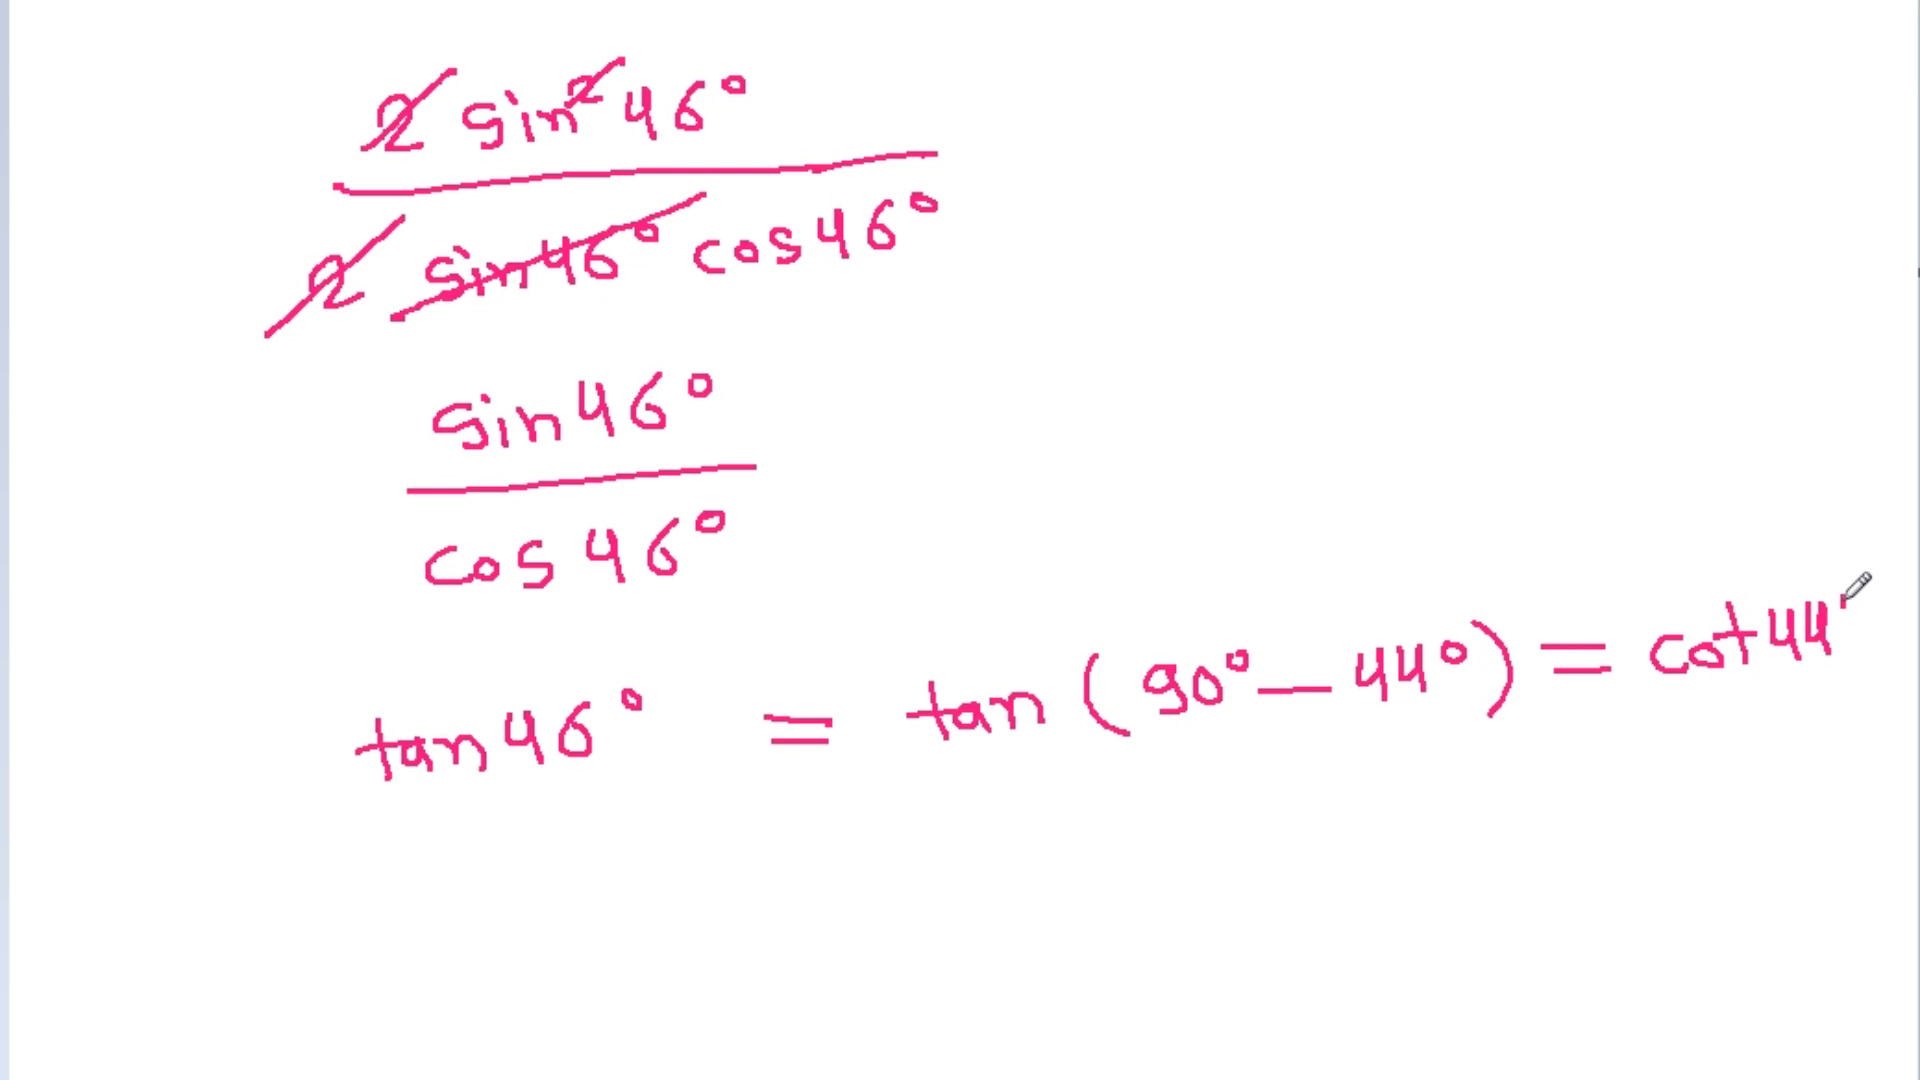 2 sin² 46°
2 sin 46° cos 46°
sin 46°
cos 46°
tan 46° = tan (90° — 44°) = cot 44'